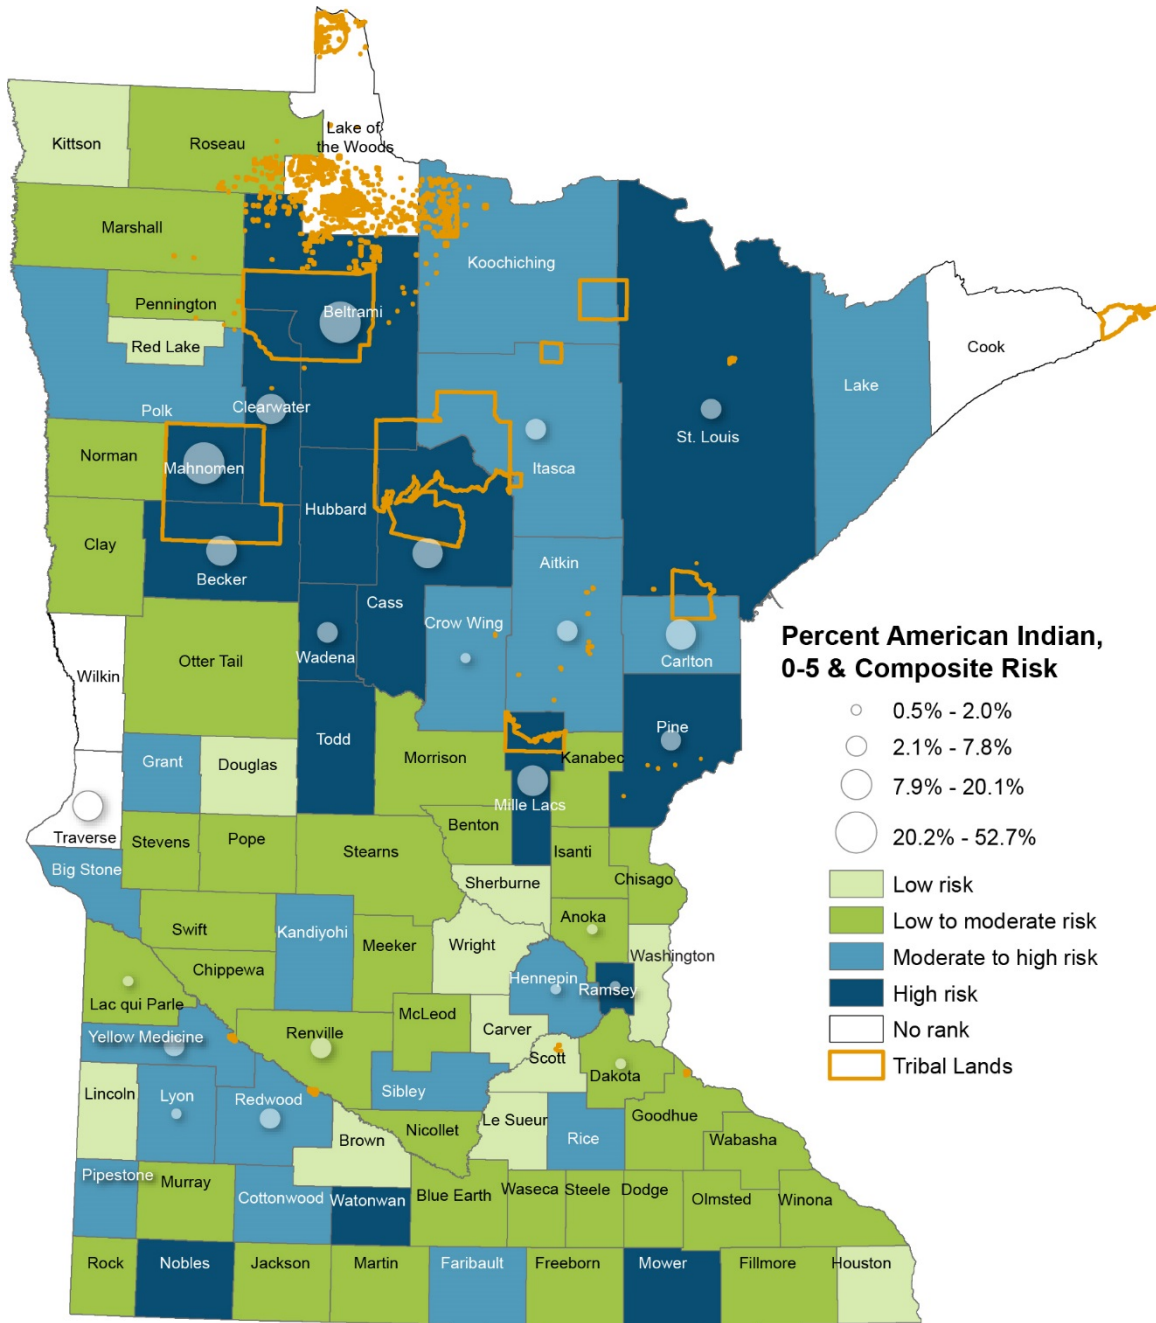 Lake of
the Woods
Kittson
Roseau
Marshall
Koochiching
Pennington
Beltrami
Red Lake
Cook
Lake
Polk
Clearwater
St. Louis
Norman
Mahnomen
Itasca
Hubbard
Clay
Becker
Aitkin
Cass
Crow Wing
Wadena
Otter Tail
Carlton
Wilkin
Pine
Todd
Morrison
Kanabec
Grant
Douglas
Mille Lacs
Traverse
Stevens
Pope
Benton
Stearns
Isanti
Big Stone
Sherburne
Chisago
Swift
Kandiyohi
Anoka
Meeker
Wright
Washington
Chippewa
Hennepin
Ramsey
Lac qui Parle
McLeod
Renville
Carver
Yellow Medicine
Scott
Dakota
Lincoln
Lyon
Redwood
Sibley
Goodhue
Le Sueur
Nicollet
Rice
Wabasha
Brown
Pipestone
Murray
Cottonwood
Watonwan
Blue Earth
Waseca
Steele
Dodge
Olmsted
Winona
Rock
Nobles
Jackson
Martin
Faribault
Freeborn
Mower
Fillmore
Houston
Percent American Indian,
0-5 & Composite Risk
0.5% - 2.0%
2.1% - 7.8%
7.9% - 20.1%
20.2% - 52.7%
Low risk
Low to moderate risk
Moderate to high risk
High risk
No rank
Tribal Lands